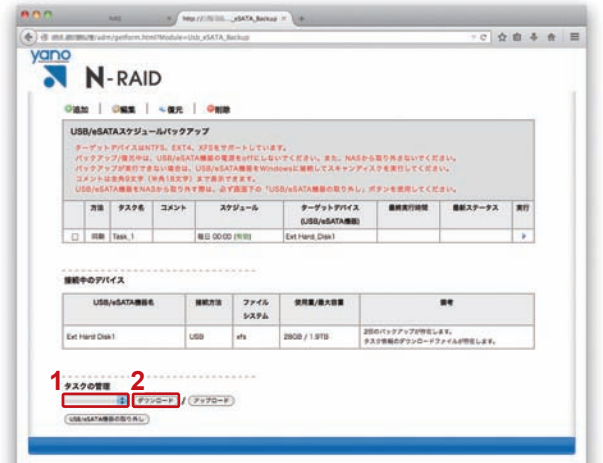 NAS
http://
_eSATA_Backup
/adm/getform.html?Module=Usb_eSATA_Backup
yano
N-RAID
追加 | 編集 | 復元 | 削除
USB/eSATAスケジュールバックアップ
ターゲットデバイスはNTFS、EXT4、XFSをサポートしています。
バックアップ/復元中は、USB/eSATA機器の電源をoffにしないでください。また、NASから取り外さないでください。
バックアップが実行できない場合は、USB/eSATA機器をWindowsに接続してスキャンディスクを実行してください。
コメントは全角9文字（半角18文字）まで表示できます。
USB/eSATA機器をNASから取り外す際は、必ず画面下の「USB/eSATA機器の取り外し」ボタンを使用してください。
方法 タスク名 コメント スケジュール ターゲットデバイス (USB/eSATA機器) 最終実行時間 最新ステータス 実行
同期 Task_1 毎日 00:00 (有効) Ext Hard_Disk1
接続中のデバイス
USB/eSATA機器名 接続方法 ファイルシステム 使用量/最大容量 備考
Ext Hard Disk1 USB xfs 28GB / 1.9TB 2回のバックアップが存在します。
タスク情報のダウンロードファイルが存在します。
1 タスクの管理 2
ダウンロード / アップロード
USB/eSATA機器の取り外し